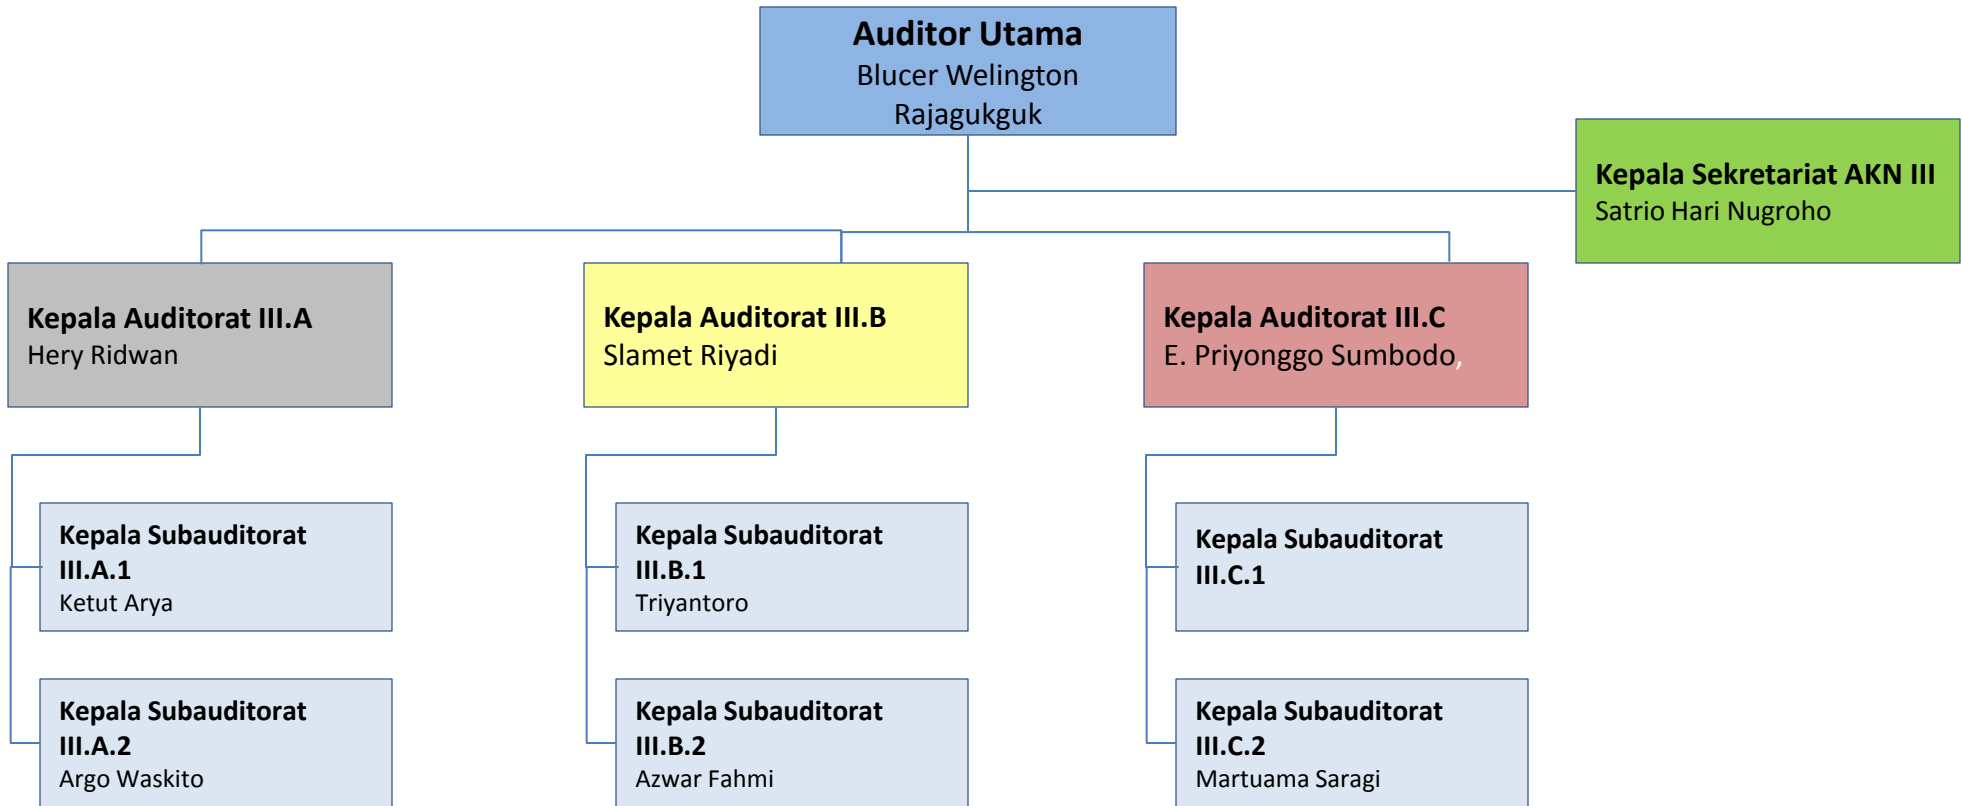 Auditor Utama
Blucer Welington
Rajagukguk
Kepala Sekretariat AKN III
Satrio Hari Nugroho
Kepala Auditorat III.A
Hery Ridwan
Kepala Auditorat III.B
Slamet Riyadi
Kepala Auditorat III.C
E. Priyonggo Sumbodo,
Kepala Subauditorat
III.A.1
Ketut Arya
Kepala Subauditorat
III.B.1
Triyantoro
Kepala Subauditorat
III.C.1
Kepala Subauditorat
III.A.2
Argo Waskito
Kepala Subauditorat
III.B.2
Azwar Fahmi
Kepala Subauditorat
III.C.2
Martuama Saragi